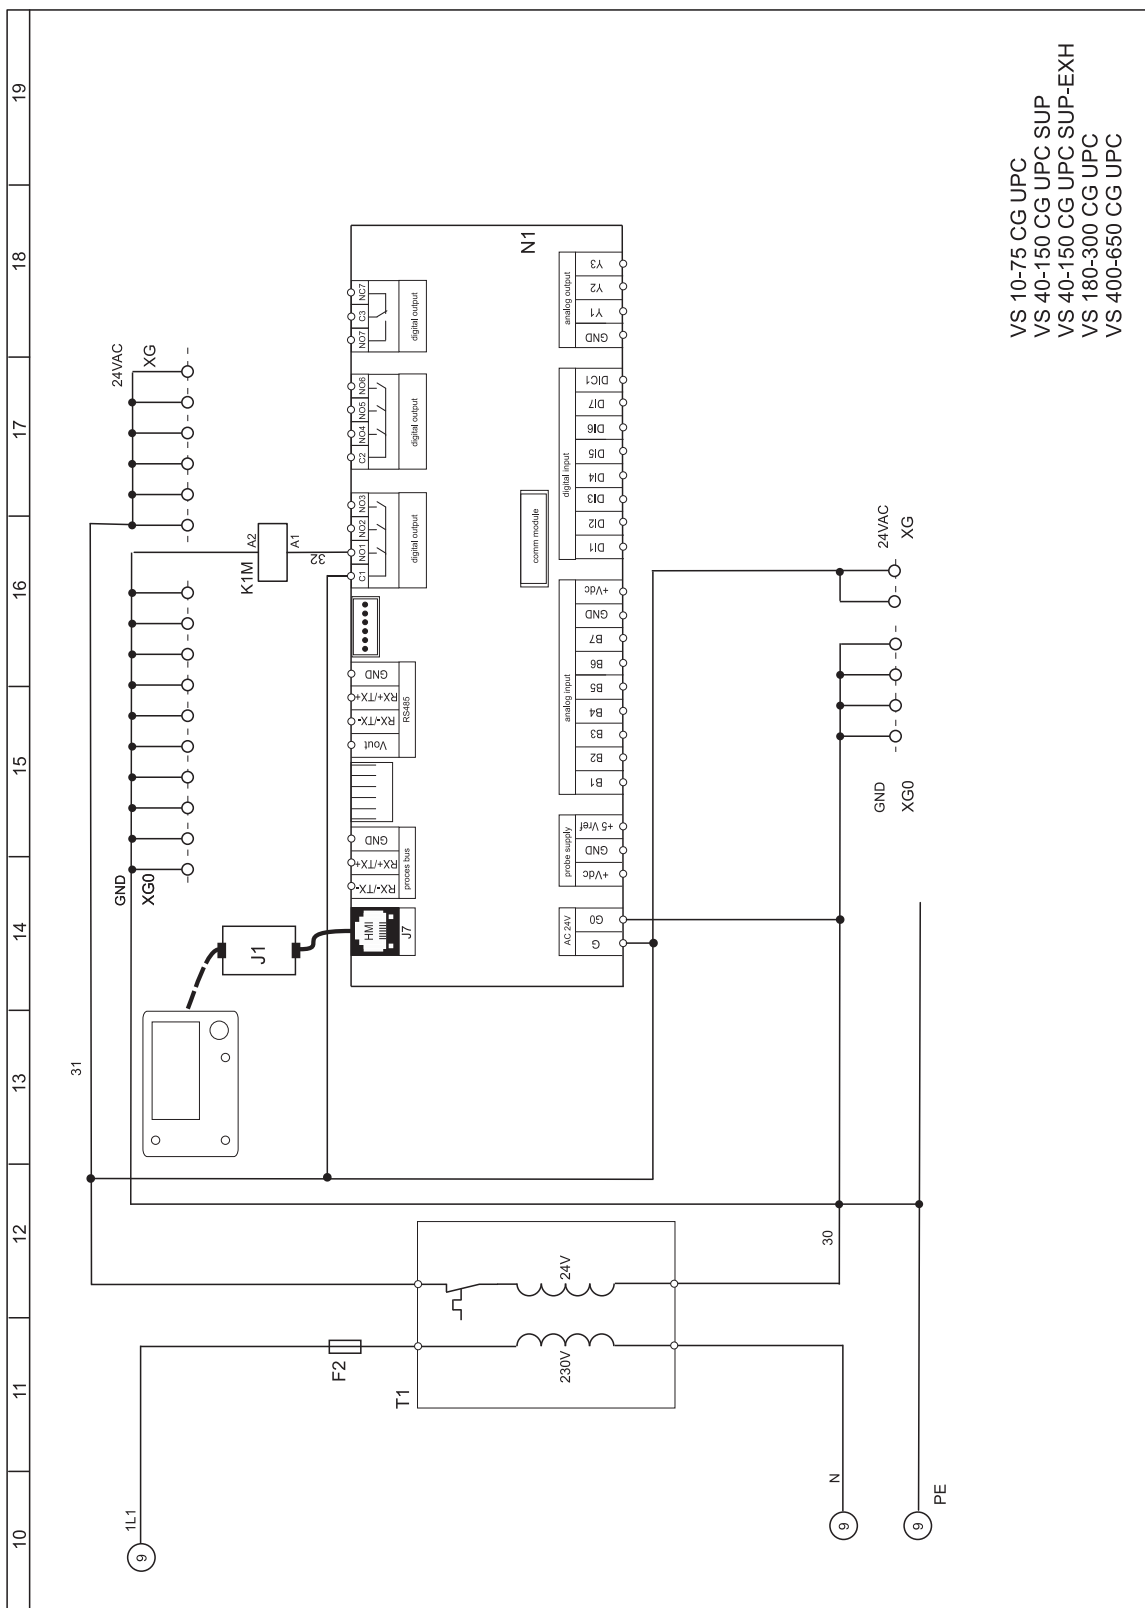 10
11
12
13
14
15
16
17
18
19
9
1L1
F2
T1
230V
24V
N
9
9
PE
30
31
GND
XG0
24VAC
XG
K1M
A2
A1
32
J1
HMI
J7
RX-/TX-
RX+/TX+
GND
proces bus
Vout
RX-/TX-
RX+/TX+
GND
RS485
C1
NO1
NO2
NO3
digital output
C2
NO4
NO5
NO6
digital output
NO7
C3
NC7
digital output
N1
comm module
AC 24V
G
G0
probe supply
+Vdc
GND
+5 Vref
analog input
B1
B2
B3
B4
B5
B6
B7
GND
+Vdc
digital input
DI1
DI2
DI3
DI4
DI5
DI6
DI7
DIC1
analog output
GND
Y1
Y2
Y3
GND
XG0
24VAC
XG
VS 10-75 CG UPC
VS 40-150 CG UPC SUP
VS 40-150 CG UPC SUP-EXH
VS 180-300 CG UPC
VS 400-650 CG UPC